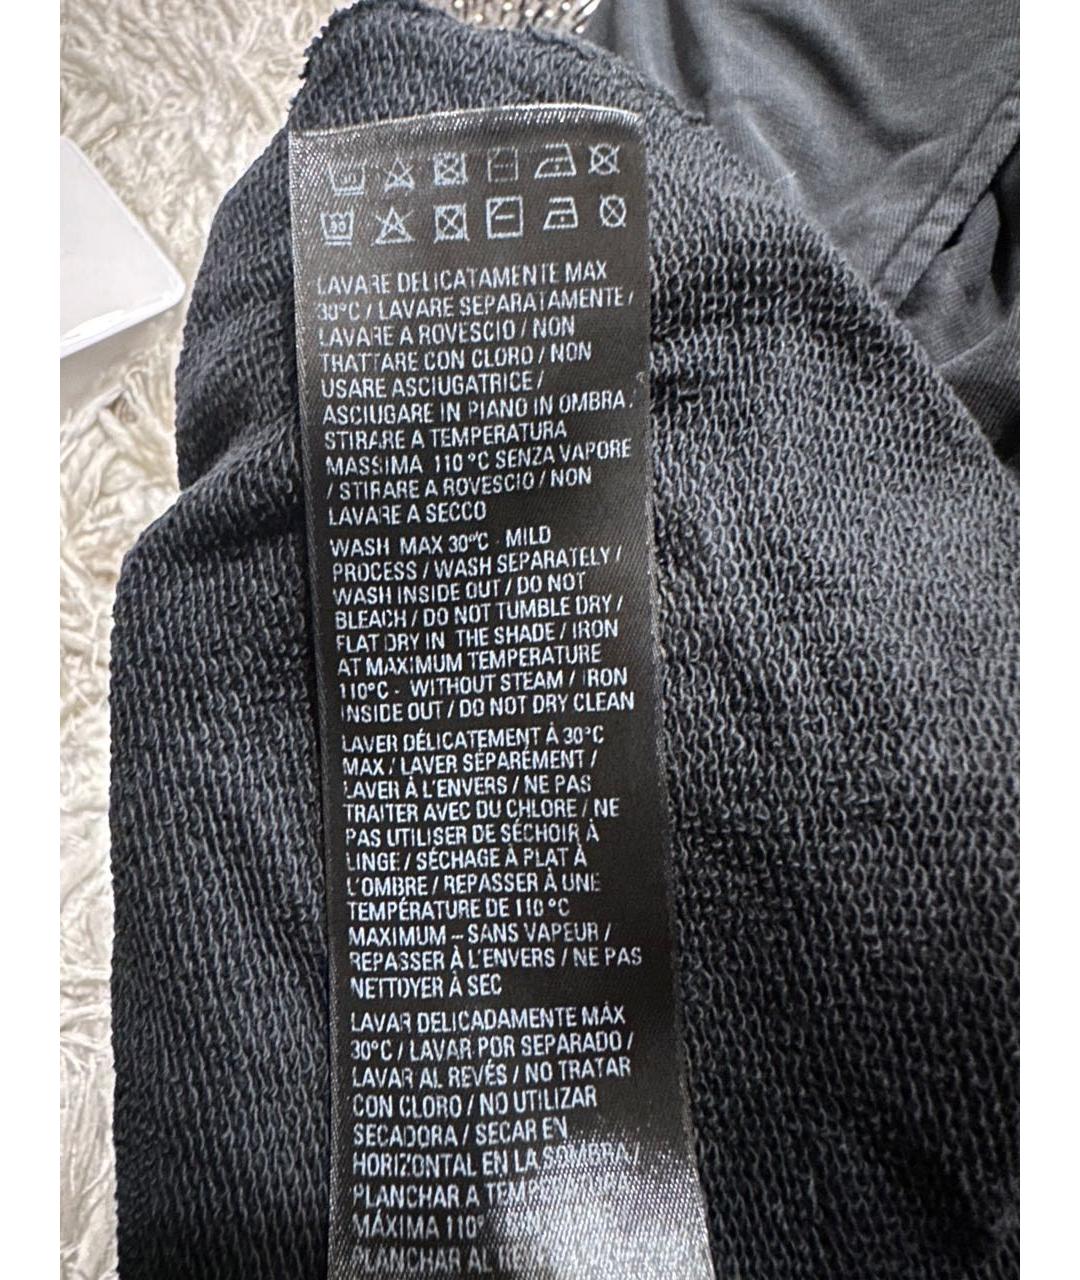 30
LAVARE DELICATAMENTE MAX
30°C / LAVARE SEPARATAMENTE /
LAVARE A ROVESCIO / NON
TRATTARE CON CLORO / NON
USARE ASCIUGATRICE /
ASCIUGARE IN PIANO IN OMBRA /
STIRARE A TEMPERATURA
MASSIMA 110°C SENZA VAPORE
/ STIRARE A ROVESCIO / NON
LAVARE A SECCO
WASH MAX 30°C - MILD
PROCESS / WASH SEPARATELY /
WASH INSIDE OUT / DO NOT
BLEACH / DO NOT TUMBLE DRY /
FLAT DRY IN THE SHADE / IRON
AT MAXIMUM TEMPERATURE
110°C - WITHOUT STEAM / IRON
INSIDE OUT / DO NOT DRY CLEAN
LAVER DÉLICATEMENT À 30°C
MAX / LAVER SÉPARÉMENT /
LAVER À L'ENVERS / NE PAS
TRAITER AVEC DU CHLORE / NE
PAS UTILISER DE SÉCHOIR À
LINGE / SÉCHAGE À PLAT À
L'OMBRE / REPASSER À UNE
TEMPÉRATURE DE 110°C
MAXIMUM – SANS VAPEUR /
REPASSER À L'ENVERS / NE PAS
NETTOYER À SEC
LAVAR DELICADAMENTE MÁX
30°C / LAVAR POR SEPARADO /
LAVAR AL REVÉS / NO TRATAR
CON CLORO / NO UTILIZAR
SECADORA / SECAR EN
HORIZONTAL EN LA SOMBRA /
PLANCHAR A
MÁXIMA 110°
PLANCHAR AL